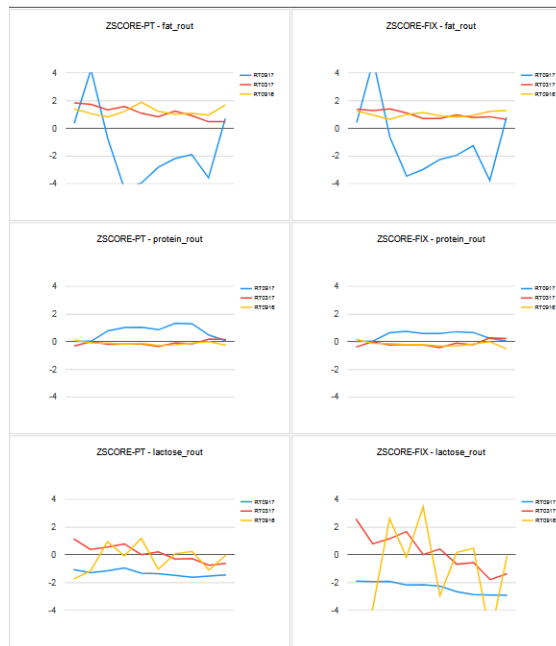 ZSCORE-PT - fat_rout
4
2
0
-2
-4
RT0917
RT0317
RT0916
ZSCORE-FIX - fat_rout
4
2
0
-2
-4
RT0917
RT0317
RT0916
ZSCORE-PT - protein_rout
4
2
0
-2
-4
RT0917
RT0317
RT0916
ZSCORE-FIX - protein_rout
4
2
0
-2
-4
RT0917
RT0317
RT0916
ZSCORE-PT - lactose_rout
4
2
0
-2
-4
RT0917
RT0317
RT0916
ZSCORE-FIX - lactose_rout
4
2
0
-2
-4
RT0917
RT0317
RT0916